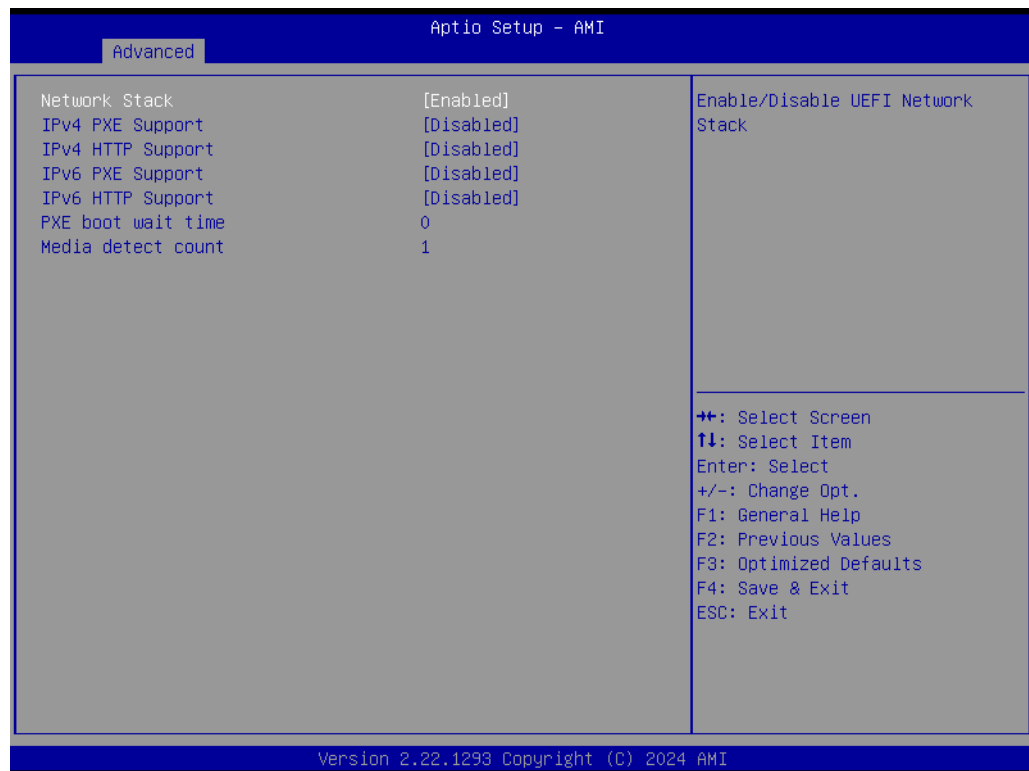 Aptio Setup – AMI
Advanced
Network Stack [Enabled]
IPv4 PXE Support [Disabled]
IPv4 HTTP Support [Disabled]
IPv6 PXE Support [Disabled]
IPv6 HTTP Support [Disabled]
PXE boot wait time 0
Media detect count 1
Enable/Disable UEFI Network
Stack
→←: Select Screen
↑↓: Select Item
Enter: Select
+/-: Change Opt.
F1: General Help
F2: Previous Values
F3: Optimized Defaults
F4: Save & Exit
ESC: Exit
Version 2.22.1293 Copyright (C) 2024 AMI